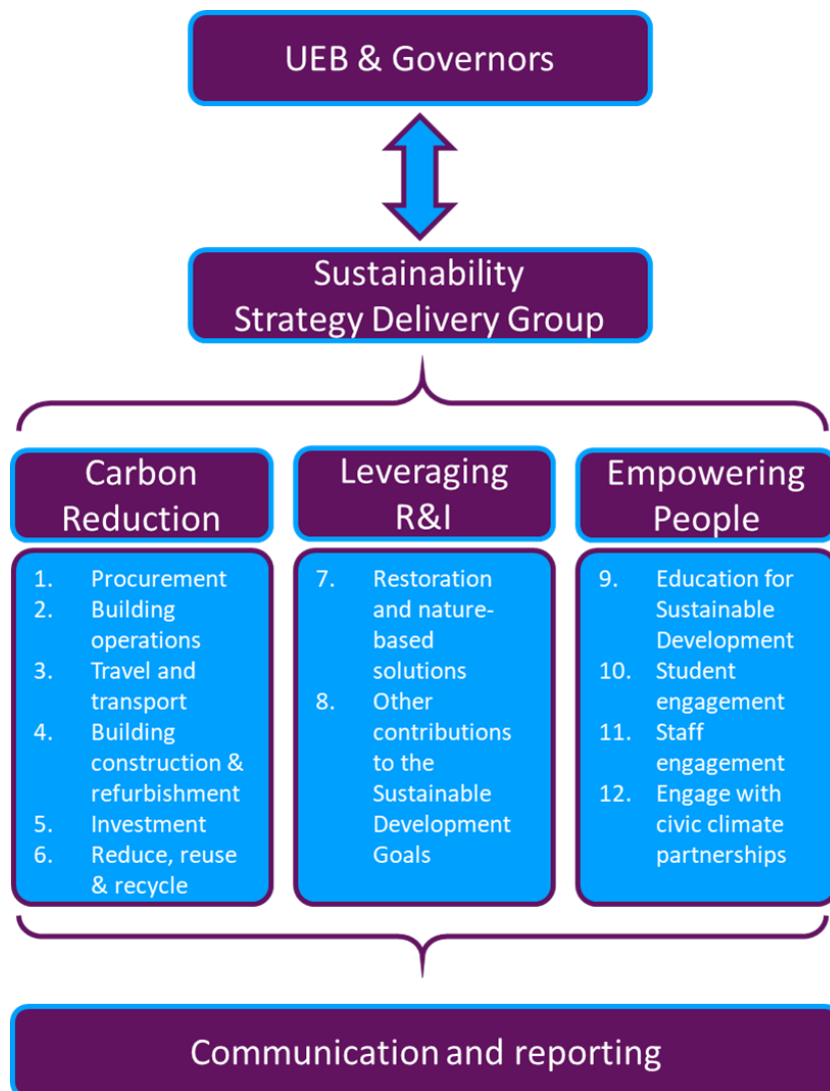 UEB & Governors
Sustainability
Strategy Delivery Group
Carbon
Reduction
1. Procurement
2. Building
operations
3. Travel and
transport
4. Building
construction &
refurbishment
5. Investment
6. Reduce, reuse
& recycle
Leveraging
R&I
7. Restoration
and nature-
based
solutions
8. Other
contributions
to the
Sustainable
Development
Goals
Empowering
People
9. Education for
Sustainable
Development
10. Student
engagement
11. Staff
engagement
12. Engage with
civic climate
partnerships
Communication and reporting